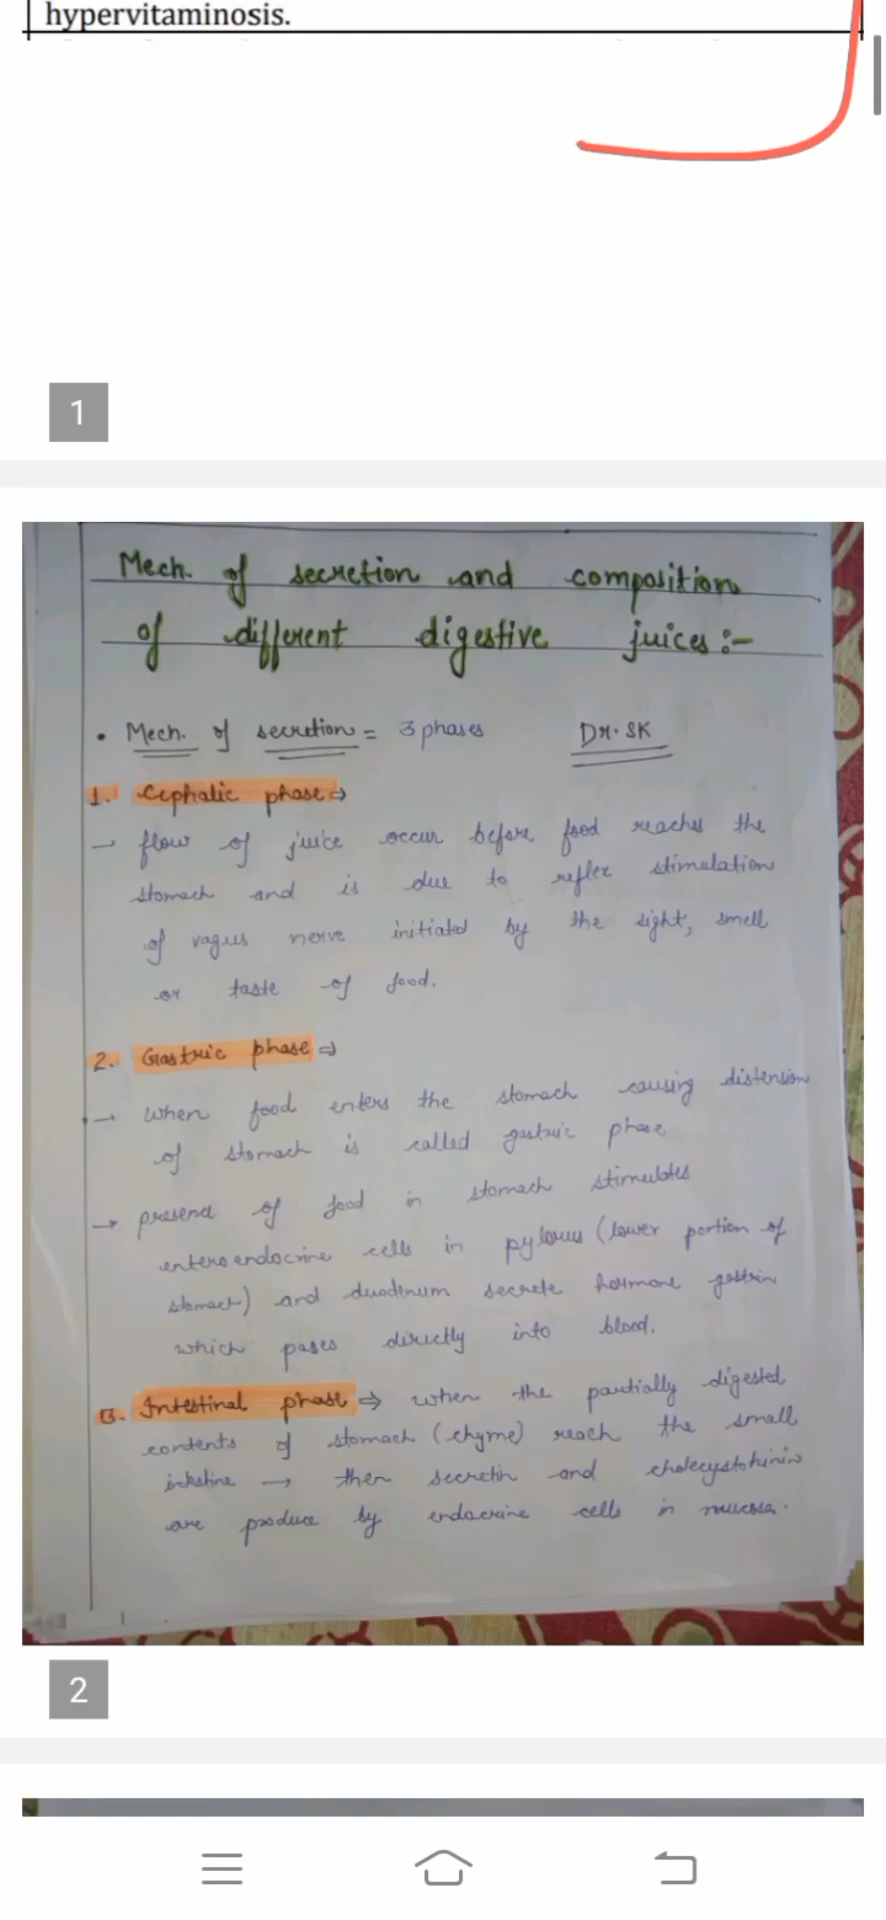 hypervitaminosis.
1
Mech. of secretion and composition
of different digestive juices:-
• Mech. of secretion = 3 phases Dr. SK
1. Cephalic phase ⇒
→ flow of juice occur before food reaches the
stomach and is due to reflex stimulation
of vagus nerve initiated by the sight, smell
or taste of food.
2. Gastric phase ⇒
→ when food enters the stomach causing distension
of stomach is called gastric phase
→ presence of food in stomach stimulates
enteroendocrine cells in pylorus (lower portion of
stomach) and duodenum secrete hormone gastrin
which pases directly into blood.
3. Intestinal phase ⇒ when the partially digested
contents of stomach (chyme) reach the small
intestine → then secretin and cholecystokinin
are produce by endocrine cells in mucosa.
2